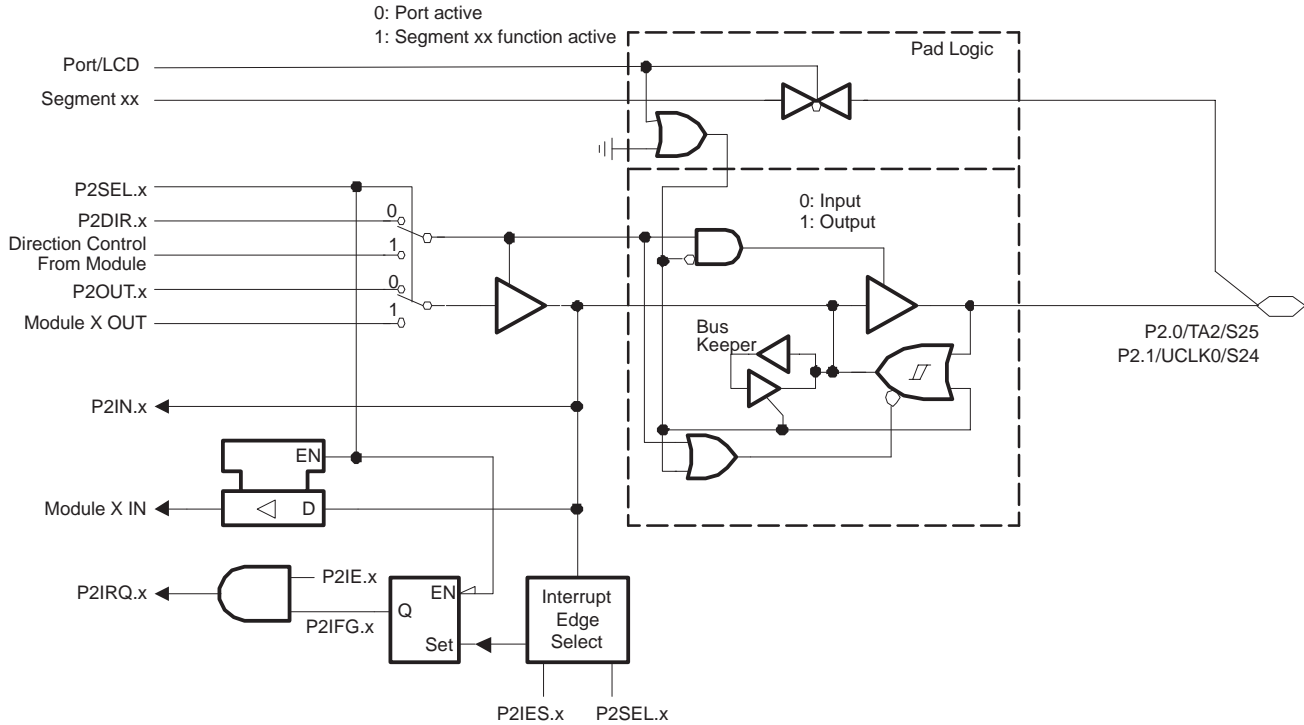 0: Port active
1: Segment xx function active
Pad Logic
Port/LCD
Segment xx
P2SEL.x
P2DIR.x
0
Direction Control
From Module
1
P2OUT.x
0
Module X OUT
1
0: Input
1: Output
Bus
Keeper
P2.0/TA2/S25
P2.1/UCLK0/S24
P2IN.x
EN
Module X IN
D
P2IRQ.x
P2IE.x
P2IFG.x
EN
Q
Set
Interrupt
Edge
Select
P2IES.x
P2SEL.x